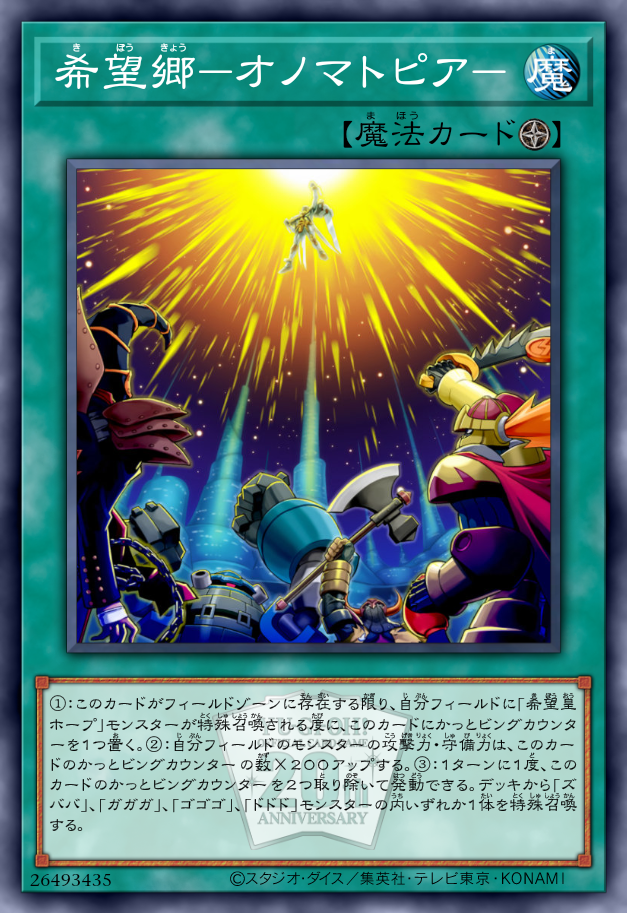 希望郷－オノマトピア－
魔
【魔法カード】
①：このカードがフィールドゾーンに存在する限り、自分フィールドに「希望皇
ホープ」モンスターが特殊召喚される度に、このカードにかっとビングカウンタ
ーを1つ置く。②：自分フィールドのモンスターの攻撃力・守備力は、このカー
ドのかっとビングカウンターの数×200アップする。③：1ターンに1度、この
カードのかっとビングカウンターを2つ取り除いて発動できる。デッキから「ズ
ババ」、「ガガガ」、「ゴゴゴ」、「ドドド」モンスターの内いずれか1体を特殊召喚
する。
YU-GI-OH!
20th
ANNIVERSARY
26493435
©スタジオ・ダイス／集英社・テレビ東京・KONAMI